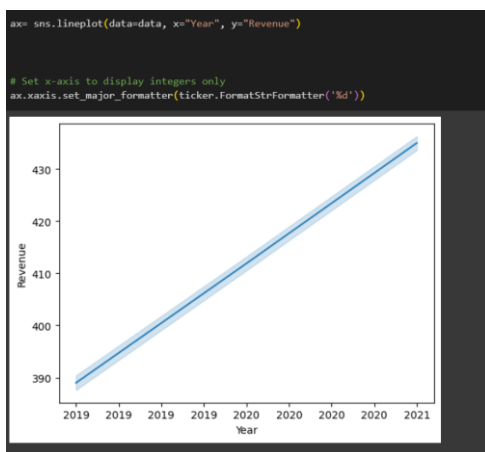 ax= sns.lineplot(data=data, x="Year", y="Revenue")
# Set x-axis to display integers only
ax.xaxis.set_major_formatter(ticker.FormatStrFormatter('%d'))
430
420
410
400
390
Revenue
2019 2019 2019 2019 2020 2020 2020 2020 2021
Year